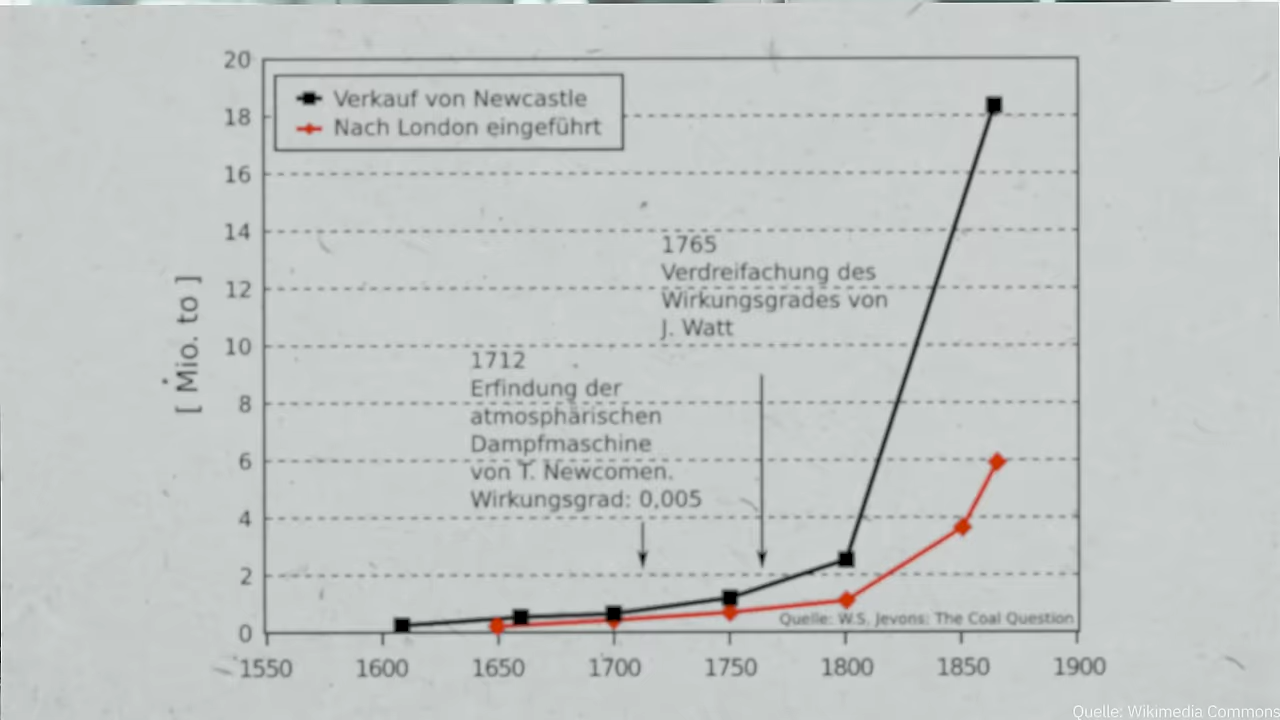 20
Verkauf von Newcastle
Nach London eingeführt
18
16
14
1765
Verdreifachung des
12
Wirkungsgrades von
J. Watt
10
[ Mio. to ]
1712
Erfindung der
8
atmosphärischen
Dampfmaschine
6
von T. Newcomen.
Wirkungsgrad: 0,005
4
2
Quelle: W.S. Jevons: The Coal Question
0
1550 1600 1650 1700 1750 1800 1850 1900
Quelle: Wikimedia Commons